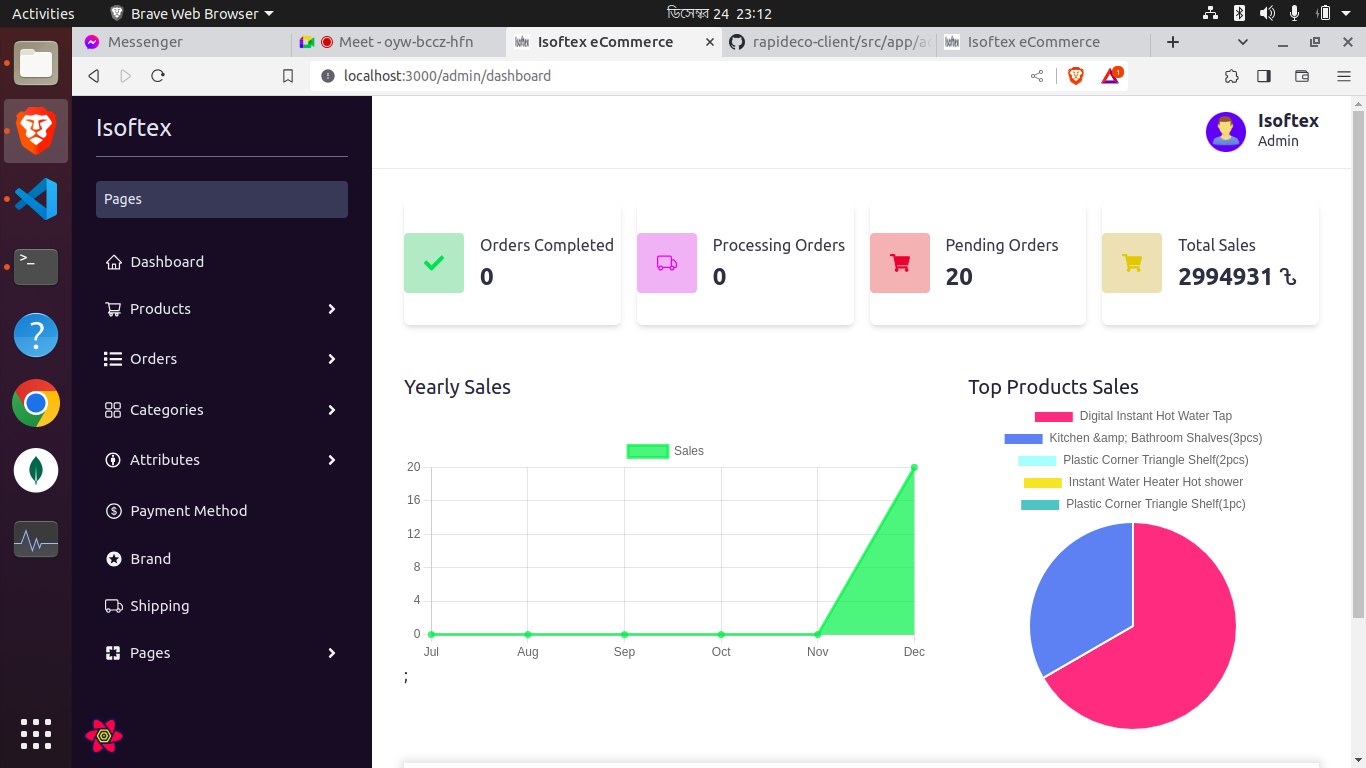 Activities
Brave Web Browser
ডিসেম্বর 24 23:12
Messenger
Meet - oyw-bccz-hfn
Isoftex eCommerce
rapideco-client/src/app/ac
Isoftex eCommerce
localhost:3000/admin/dashboard
1
Isoftex
Pages
Dashboard
Products
Orders
Categories
Attributes
Payment Method
Brand
Shipping
Pages
Isoftex
Admin
Orders Completed
0
Processing Orders
0
Pending Orders
20
Total Sales
2994931 ৳
Yearly Sales
Sales
20
16
12
8
4
0
Jul Aug Sep Oct Nov Dec
;
Top Products Sales
Digital Instant Hot Water Tap
Kitchen &amp; Bathroom Shalves(3pcs)
Plastic Corner Triangle Shelf(2pcs)
Instant Water Heater Hot shower
Plastic Corner Triangle Shelf(1pc)